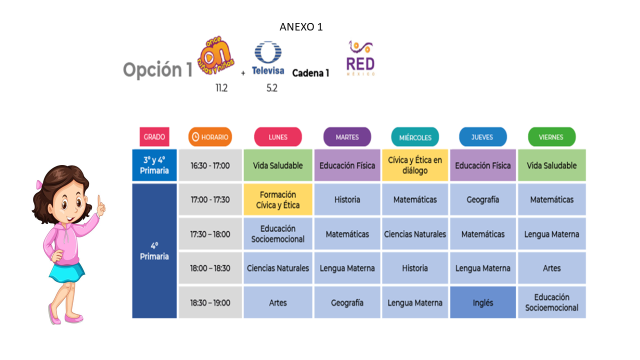 ANEXO 1
Opción 1
once
niñas y niños
+
Televisa
Cadena 1
RED
MÉXICO
11.2
5.2
GRADO HORARIO LUNES MARTES MIÉRCOLES JUEVES VIERNES
3° y 4° Primaria 16:30 - 17:00 Vida Saludable Educación Física Cívica y Ética en diálogo Educación Física Vida Saludable
4° Primaria
17:00 - 17:30 Formación Cívica y Ética Historia Matemáticas Geografía Matemáticas
17:30 – 18:00 Educación Socioemocional Matemáticas Ciencias Naturales Matemáticas Lengua Materna
18:00 – 18:30 Ciencias Naturales Lengua Materna Historia Lengua Materna Artes
18:30 – 19:00 Artes Geografía Lengua Materna Inglés Educación Socioemocional